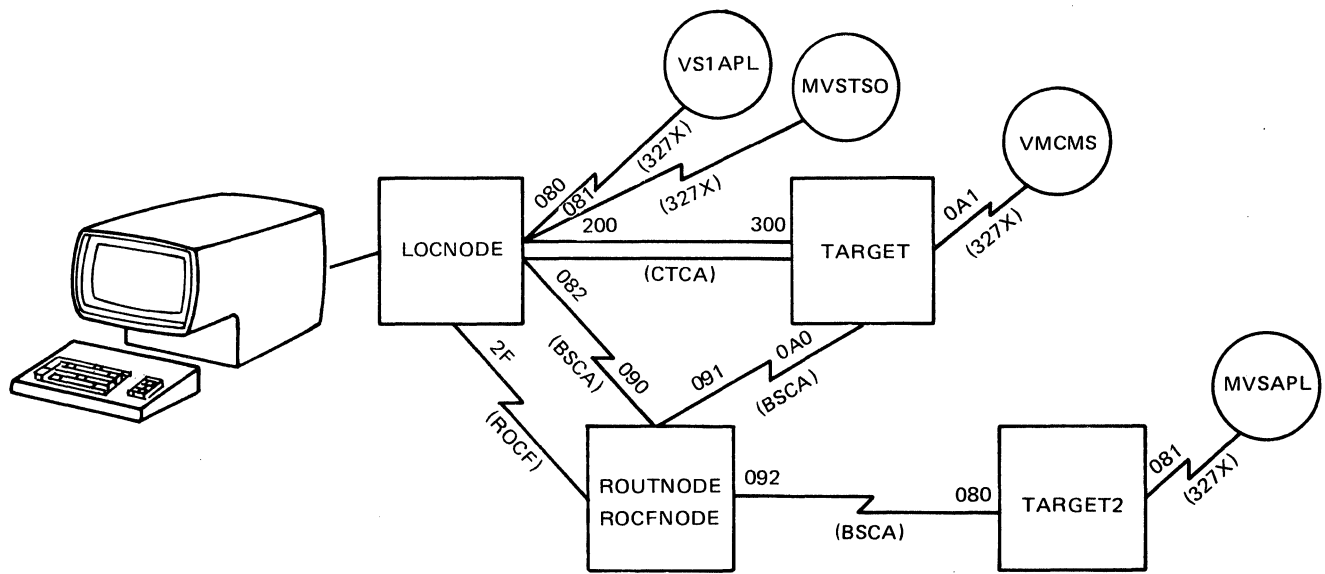 VS1APL
MVSTSO
(327X)
080
081
(327X)
VMCMS
0A1
(327X)
LOCNODE
200
300
(CTCA)
TARGET
082
(BSCA)
090
2F
(ROCF)
091
0A0
(BSCA)
MVSAPL
ROUTNODE
ROCFNODE
092
080
(BSCA)
TARGET2
081
(327X)